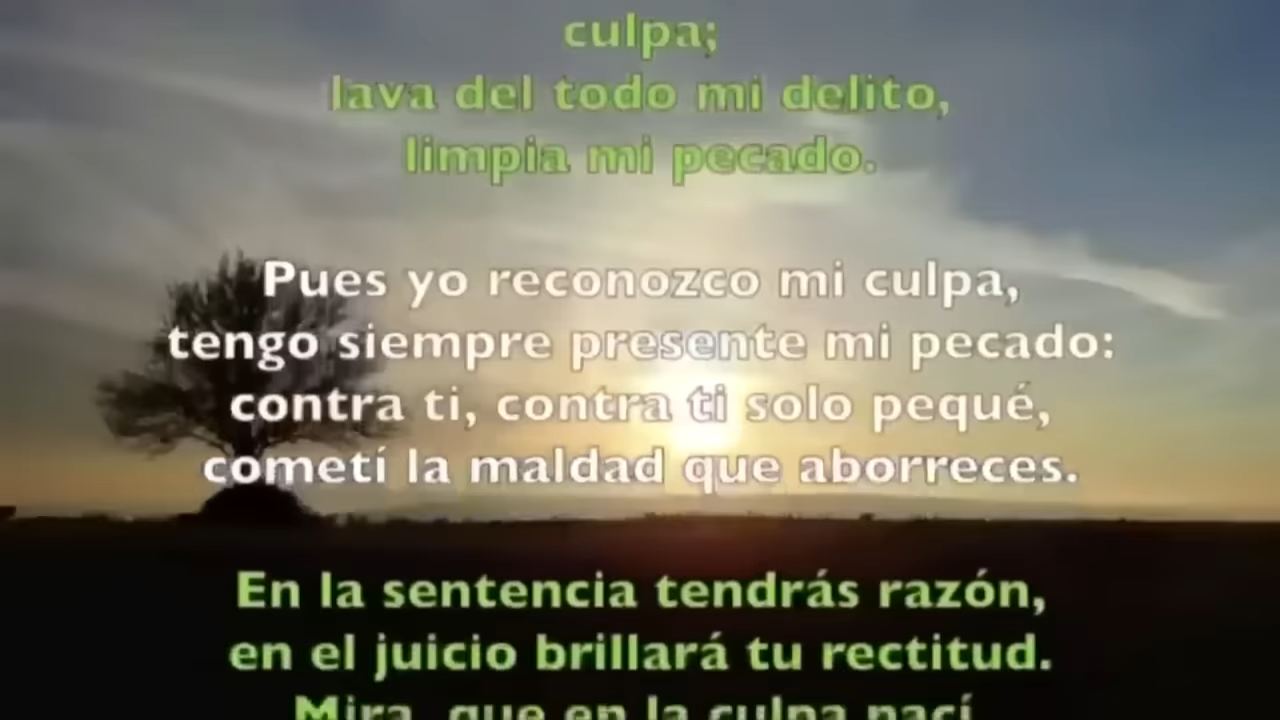 culpa;
lava del todo mi delito,
limpia mi pecado.
Pues yo reconozco mi culpa,
tengo siempre presente mi pecado:
contra ti, contra ti solo pequé,
cometí la maldad que aborreces.
En la sentencia tendrás razón,
en el juicio brillará tu rectitud.
Mira, que en la culpa nací